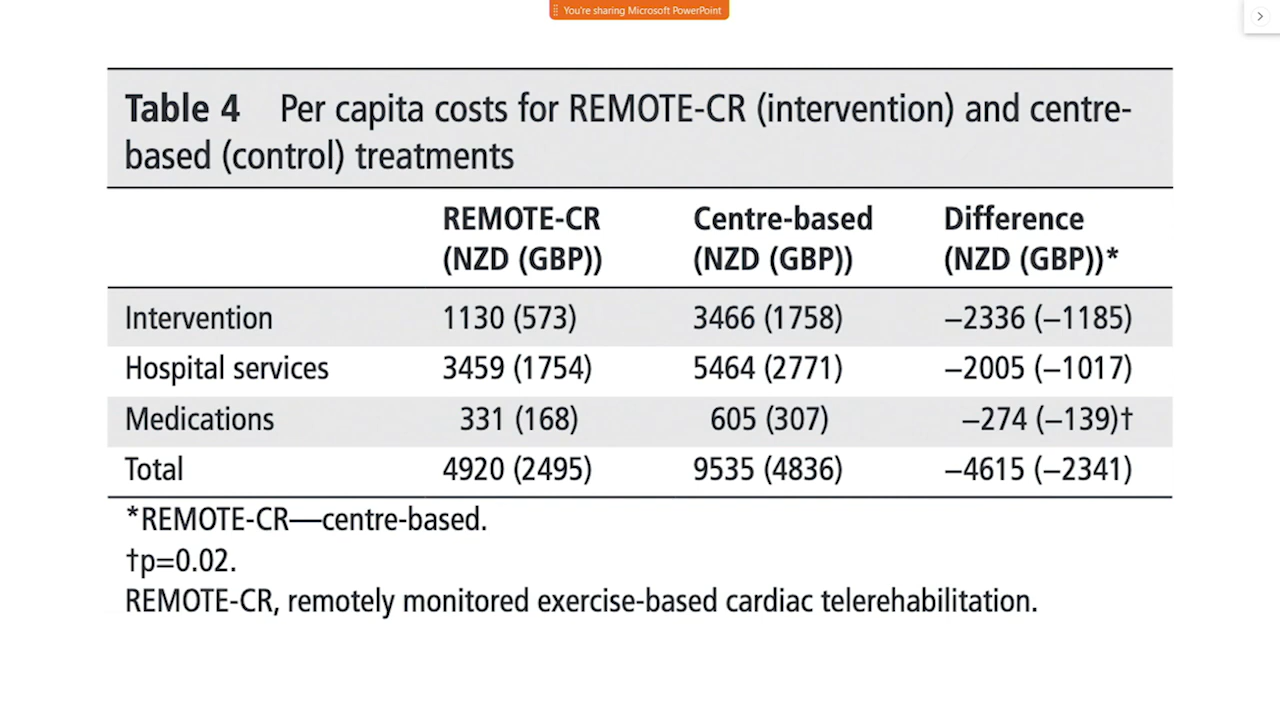 You're sharing Microsoft PowerPoint
Table 4 Per capita costs for REMOTE-CR (intervention) and centre-
based (control) treatments
REMOTE-CR Centre-based Difference
(NZD (GBP)) (NZD (GBP)) (NZD (GBP))*
Intervention 1130 (573) 3466 (1758) –2336 (–1185)
Hospital services 3459 (1754) 5464 (2771) –2005 (–1017)
Medications 331 (168) 605 (307) –274 (–139)†
Total 4920 (2495) 9535 (4836) –4615 (–2341)
*REMOTE-CR—centre-based.
†p=0.02.
REMOTE-CR, remotely monitored exercise-based cardiac telerehabilitation.